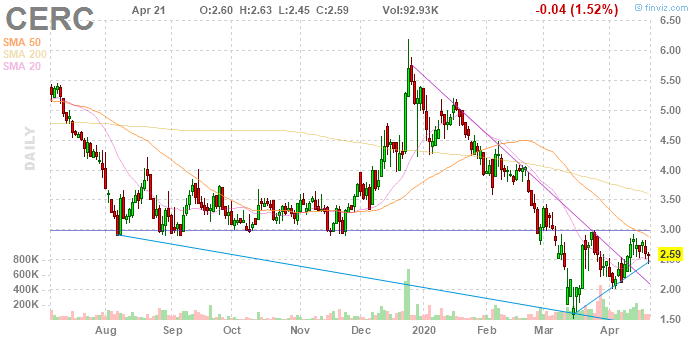 CERC Apr 21 O:2.60 H:2.63 L:2.45 C:2.59 Vol:92.93K -0.04 (1.52%)
© finviz.com
SMA 50
SMA 200
SMA 20
DAILY
6.50
6.00
5.50
5.00
4.50
4.00
3.50
3.00
2.59
2.00
1.50
800K
600K
400K
200K
Aug Sep Oct Nov Dec 2020 Feb Mar Apr